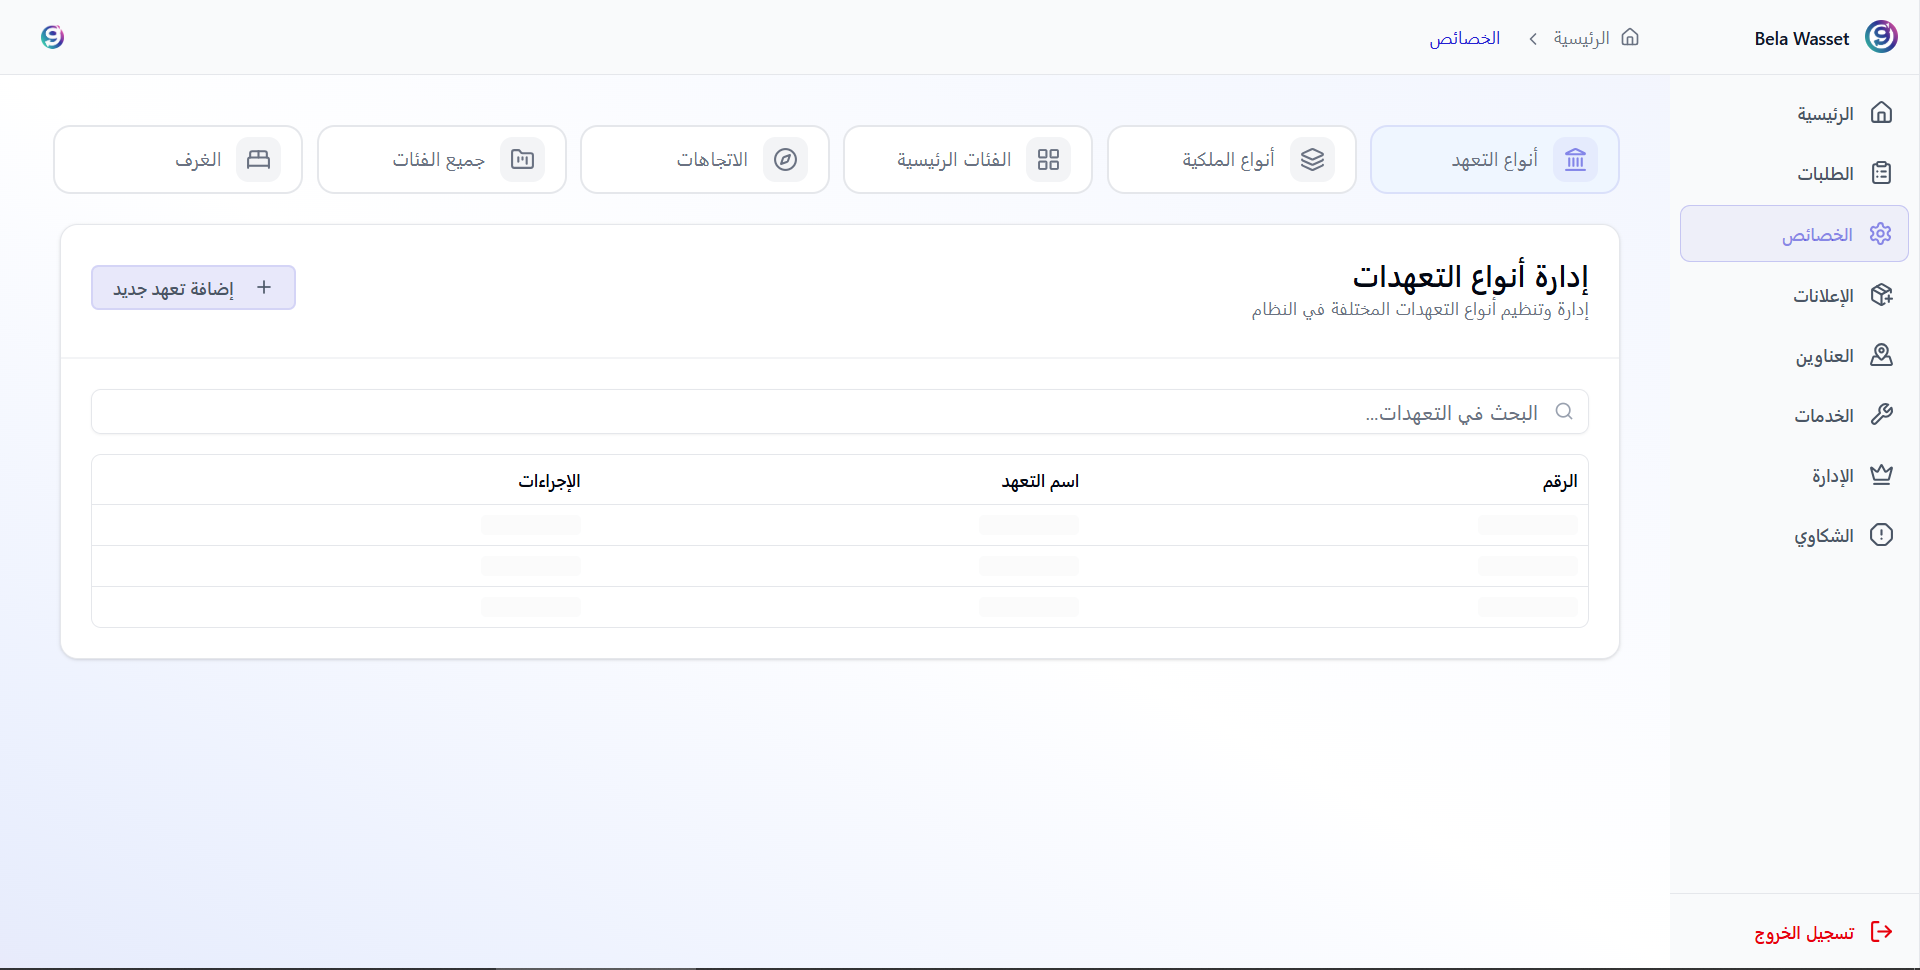 Bela Wasset
الرئيسية
الخصائص
الرئيسية
الطلبات
الخصائص
الإعلانات
العناوين
الخدمات
الإدارة
الشكاوي
تسجيل الخروج
أنواع التعهد
أنواع الملكية
الفئات الرئيسية
الاتجاهات
جميع الفئات
الغرف
إدارة أنواع التعهدات
إدارة وتنظيم أنواع التعهدات المختلفة في النظام
إضافة تعهد جديد
البحث في التعهدات...
الرقم اسم التعهد الإجراءات